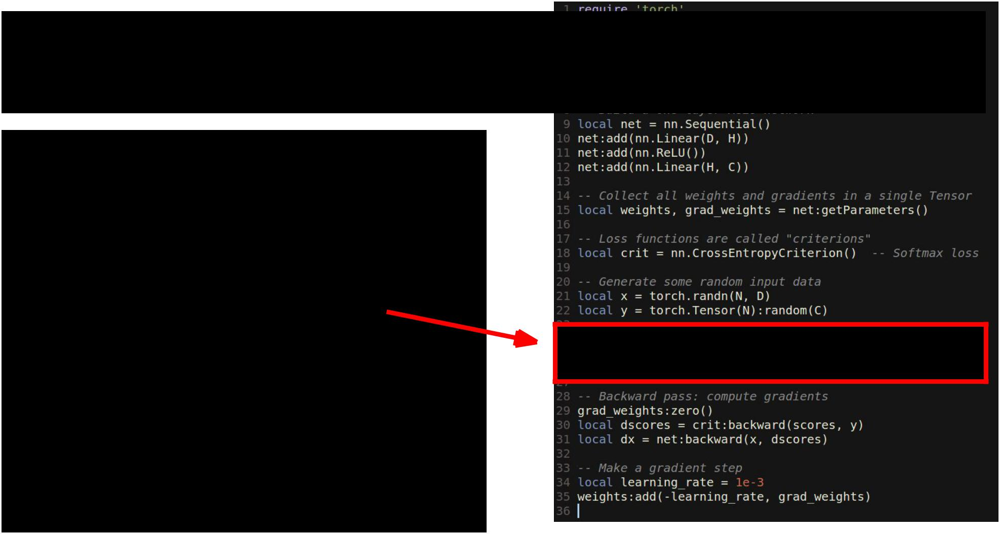 1 require 'torch'
9 local net = nn.Sequential()
10 net:add(nn.Linear(D, H))
11 net:add(nn.ReLU())
12 net:add(nn.Linear(H, C))
13
14 -- Collect all weights and gradients in a single Tensor
15 local weights, grad_weights = net:getParameters()
16
17 -- Loss functions are called "criterions"
18 local crit = nn.CrossEntropyCriterion()  -- Softmax loss
19
20 -- Generate some random input data
21 local x = torch.randn(N, D)
22 local y = torch.Tensor(N):random(C)
28 -- Backward pass: compute gradients
29 grad_weights:zero()
30 local dscores = crit:backward(scores, y)
31 local dx = net:backward(x, dscores)
32
33 -- Make a gradient step
34 local learning_rate = 1e-3
35 weights:add(-learning_rate, grad_weights)
36